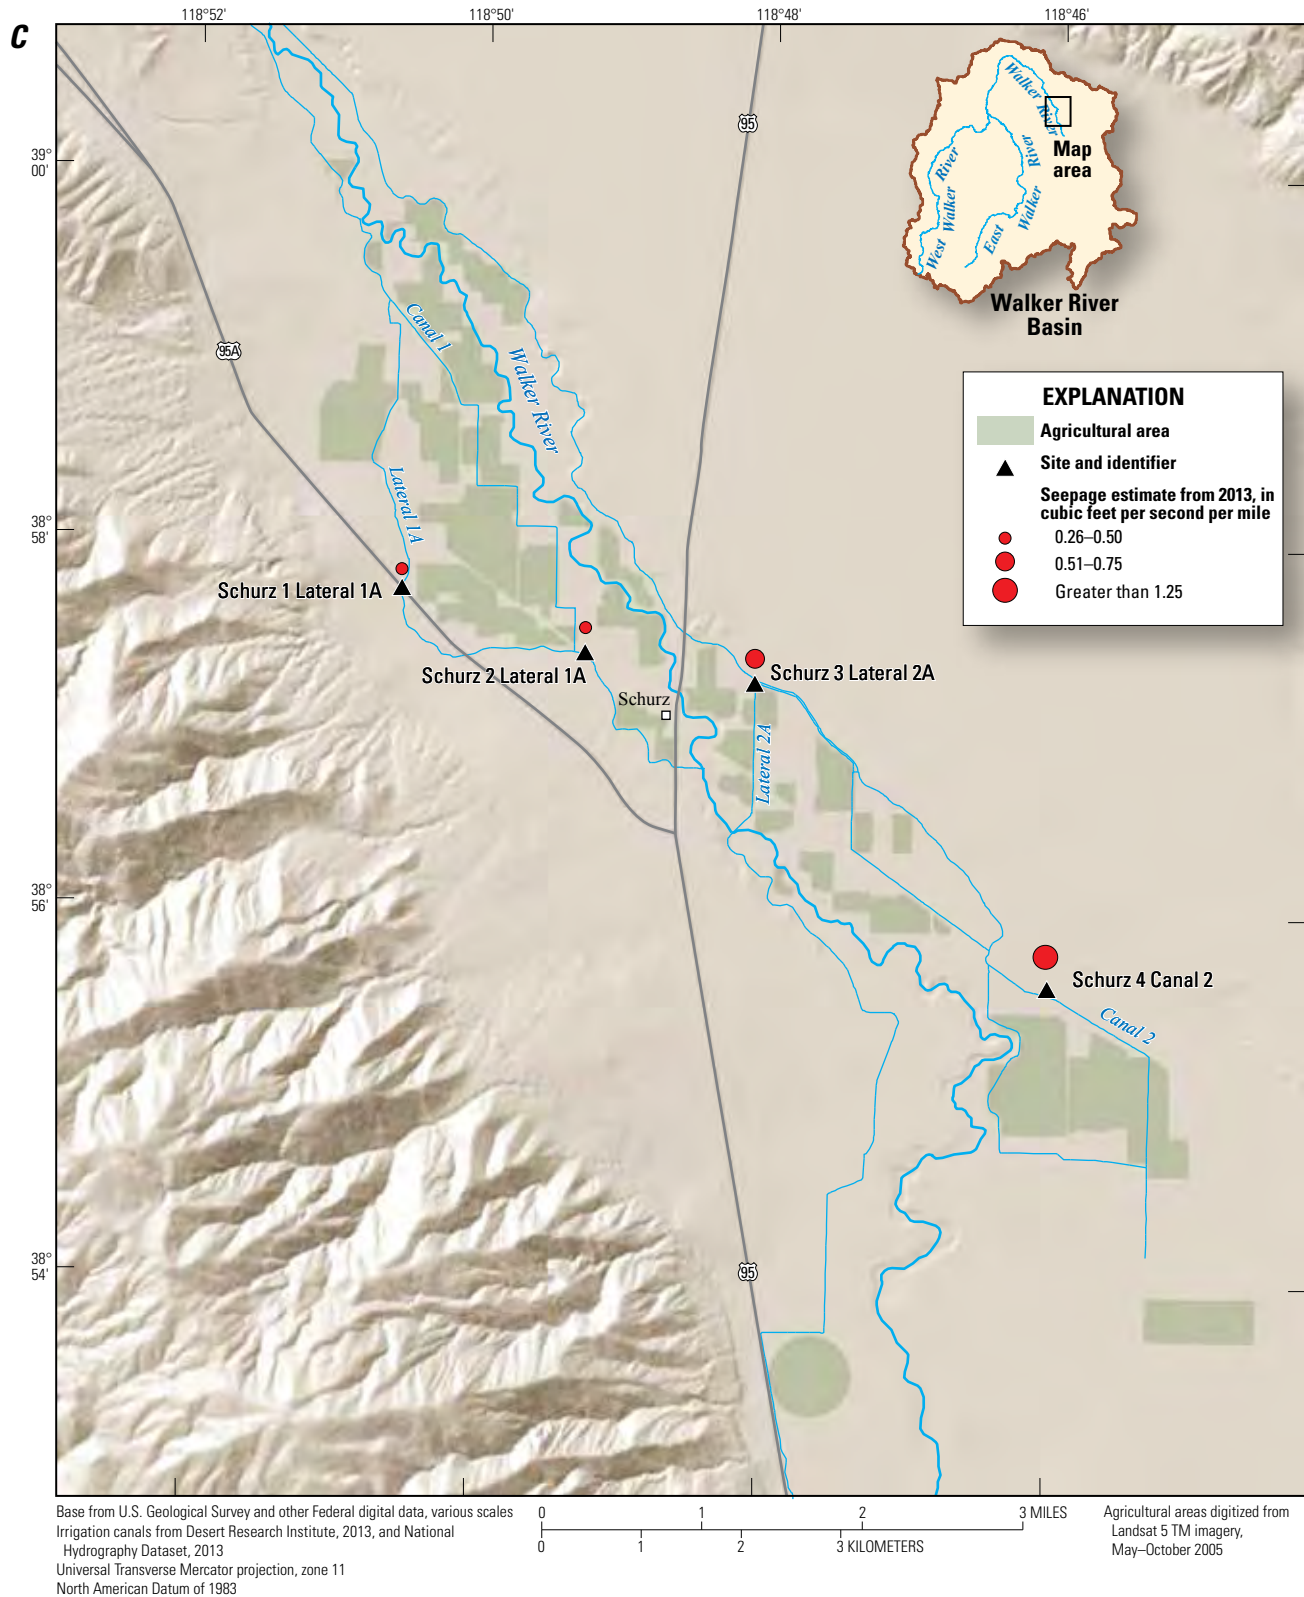 C
118°52'
118°50'
118°48'
118°46'
39°
00'
38°
58'
38°
56'
38°
54'
95
95A
95
Walker River
West Walker River
East Walker River
Map
area
Walker River
Basin
EXPLANATION
Agricultural area
Site and identifier
Seepage estimate from 2013, in
cubic feet per second per mile
0.26–0.50
0.51–0.75
Greater than 1.25
Canal 1
Walker River
Lateral 1A
Schurz 1 Lateral 1A
Schurz 2 Lateral 1A
Schurz
Schurz 3 Lateral 2A
Lateral 2A
Schurz 4 Canal 2
Canal 2
Base from U.S. Geological Survey and other Federal digital data, various scales
Irrigation canals from Desert Research Institute, 2013, and National
Hydrography Dataset, 2013
Universal Transverse Mercator projection, zone 11
North American Datum of 1983
0 1 2 3 MILES
0 1 2 3 KILOMETERS
Agricultural areas digitized from
Landsat 5 TM imagery,
May–October 2005